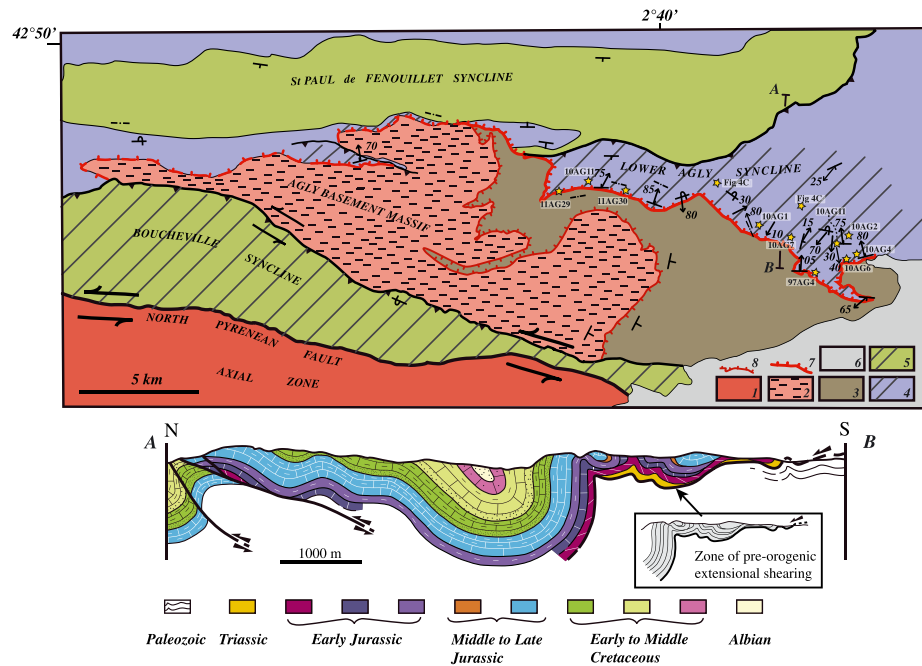 2°40'
42°50'
St PAUL de FENOUILLET SYNCLINE
A
70
LOWER AGLY SYNCLINE
10AG11
75
85
11AG29
11AG30
80
Fig 4C
30
25
Fig 4C
80
10AG1
10
10AG7
15
10AG11
75
10AG2
80
70
30
10AG4
05
40
10AG6
B
97AG4
65
AGLY BASEMENT MASSIF
BOUCHEVILLE SYNCLINE
NORTH PYRENEAN FAULT
AXIAL ZONE
5 km
8 7 6 5
1 2 3 4
A N S B
1000 m
Zone of pre-orogenic
extensional shearing
Paleozoic Triassic Early Jurassic Middle to Late Jurassic Early to Middle Cretaceous Albian